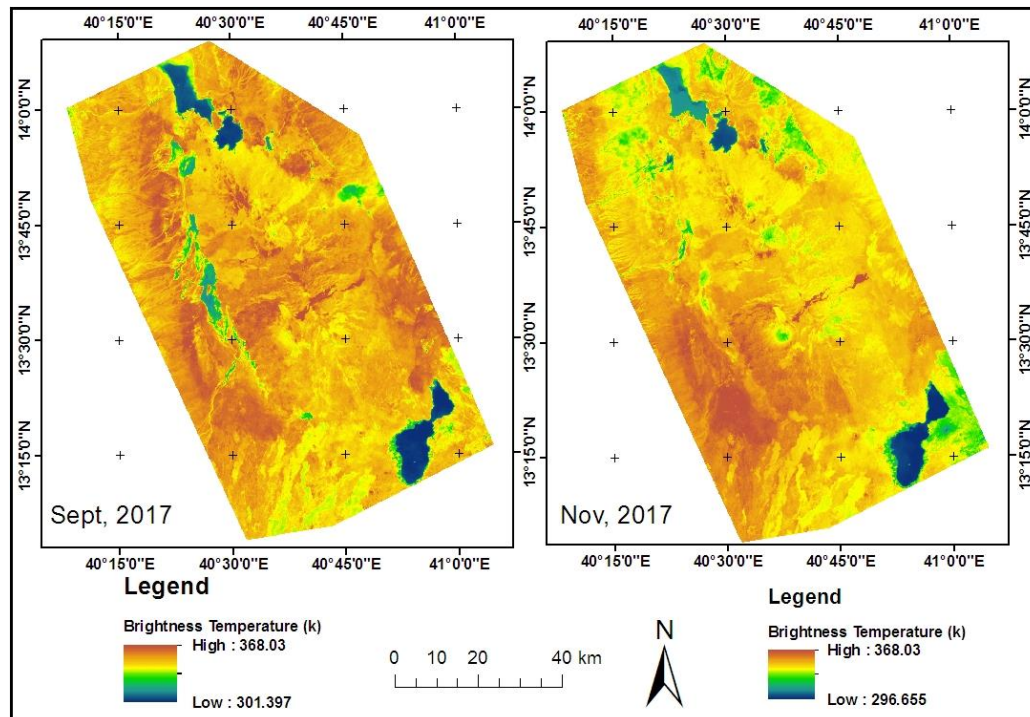 40°15'0"E 40°30'0"E 40°45'0"E 41°0'0"E
40°15'0"E 40°30'0"E 40°45'0"E 41°0'0"E
14°0'0"N
13°45'0"N
13°30'0"N
13°15'0"N
14°0'0"N
13°45'0"N
13°30'0"N
13°15'0"N
14°0'0"N
13°45'0"N
13°30'0"N
13°15'0"N
Sept, 2017
Nov, 2017
40°15'0"E 40°30'0"E 40°45'0"E 41°0'0"E
40°15'0"E 40°30'0"E 40°45'0"E 41°0'0"E
Legend
Brightness Temperature (k)
High : 368.03
Low : 301.397
0 10 20 40 km
N
Legend
Brightness Temperature (k)
High : 368.03
Low : 296.655